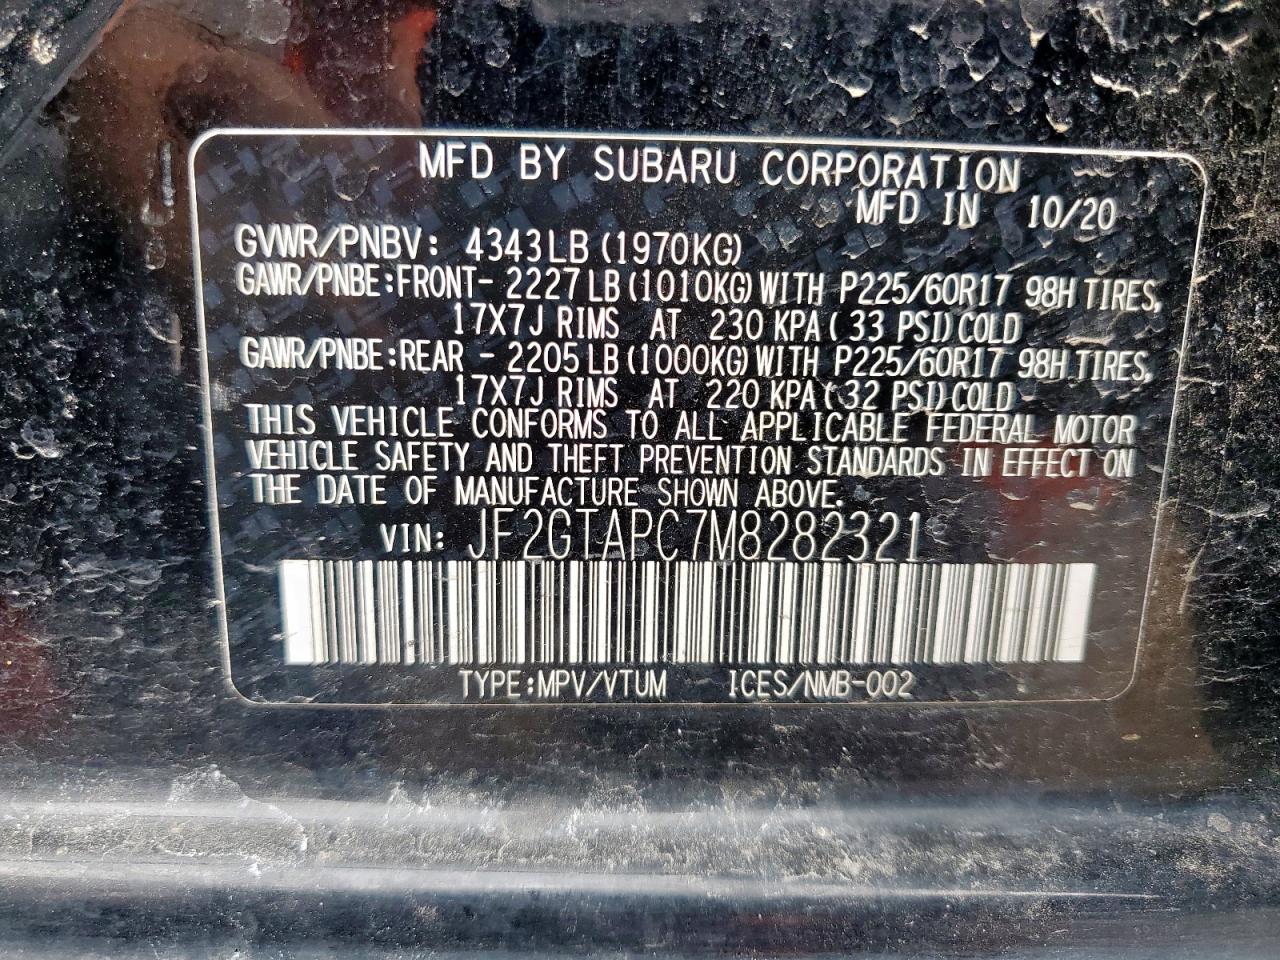 MFD BY SUBARU CORPORATION
MFD IN 10/20
GVWR/PNBV: 4343LB (1970KG)
GAWR/PNBE:FRONT- 2227LB (1010KG) WITH P225/60R17 98H TIRES,
17X7J RIMS AT 230 KPA( 33 PSI)COLD
GAWR/PNBE:REAR - 2205LB (1000KG) WITH P225/60R17 98H TIRES,
17X7J RIMS AT 220 KPA( 32 PSI)COLD
THIS VEHICLE CONFORMS TO ALL APPLICABLE FEDERAL MOTOR
VEHICLE SAFETY AND THEFT PREVENTION STANDARDS IN EFFECT ON
THE DATE OF MANUFACTURE SHOWN ABOVE.
VIN: JF2GTAPC7M8282321
TYPE:MPV/VTUM ICES/NMB-002